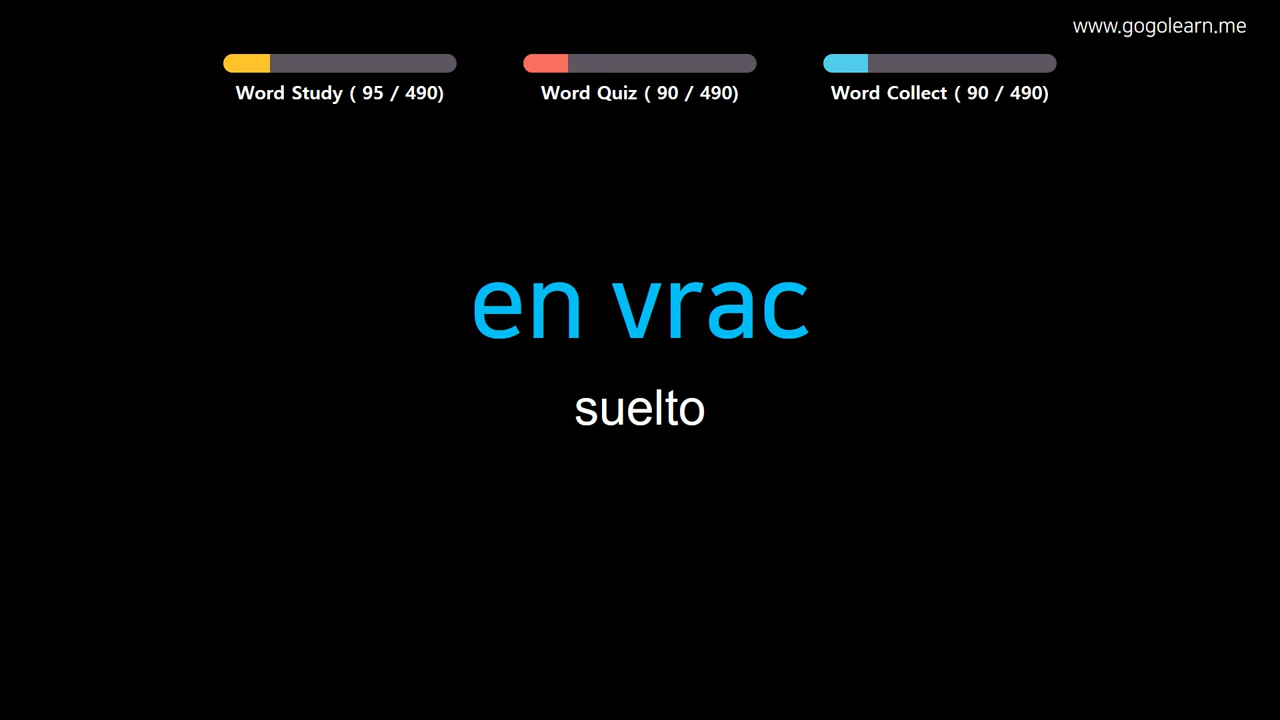 www.gogolearn.me
Word Study ( 95 / 490)
Word Quiz ( 90 / 490)
Word Collect ( 90 / 490)
en vrac
suelto